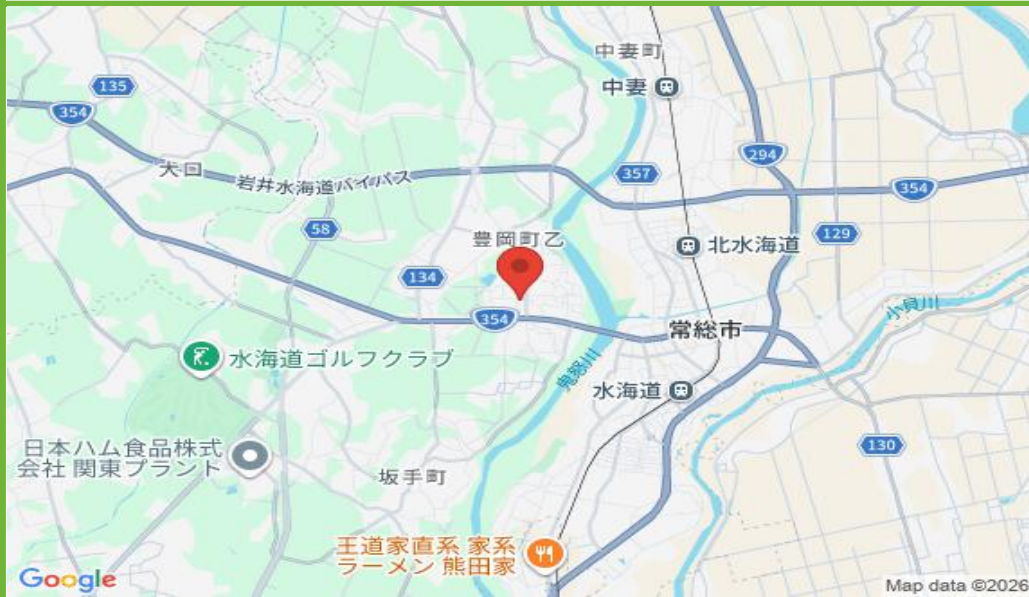 中妻町
中妻
135
354
大口
岩井水海道バイパス
357
294
354
58
129
豊岡町乙
北水海道
134
354
小貝川
常総市
水海道ゴルフクラブ
鬼怒川
水海道
日本ハム食品株式
会社 関東プラント
130
坂手町
王道家直系 家系
ラーメン 熊田家
Google
Map data ©2026